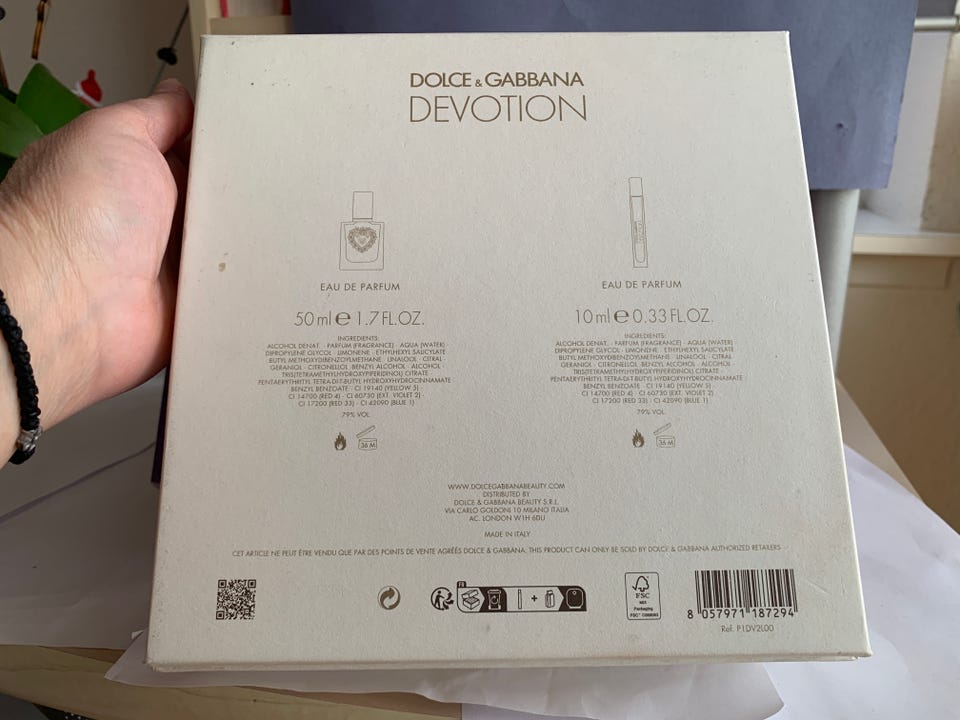 DOLCE & GABBANA
DEVOTION
EAU DE PARFUM
50 ml ℮ 1.7 FL.OZ.
INGREDIENTS:
ALCOHOL DENAT. · PARFUM (FRAGRANCE) · AQUA (WATER)
DIPROPYLENE GLYCOL · LIMONENE · ETHYLHEXYL SALICYLATE
BUTYL METHOXYDIBENZOYLMETHANE · LINALOOL · CITRAL
GERANIOL · CITRONELLOL · BENZYL ALCOHOL · ALCOHOL ·
TRIS(TETRAMETHYLHYDROXYPIPERIDINOL) CITRATE
PENTAERYTHRITYL TETRA-DI-T-BUTYL HYDROXYHYDROCINNAMATE
BENZYL BENZOATE · CI 19140 (YELLOW 5)
CI 14700 (RED 4) · CI 60730 (EXT. VIOLET 2)
CI 17200 (RED 33) · CI 42090 (BLUE 1)
79% VOL.
36 M
EAU DE PARFUM
10 ml ℮ 0.33 FL.OZ.
INGREDIENTS:
ALCOHOL DENAT. · PARFUM (FRAGRANCE) · AQUA (WATER)
DIPROPYLENE GLYCOL · LIMONENE · ETHYLHEXYL SALICYLATE
BUTYL METHOXYDIBENZOYLMETHANE · LINALOOL · CITRAL
GERANIOL · CITRONELLOL · BENZYL ALCOHOL · ALCOHOL ·
TRIS(TETRAMETHYLHYDROXYPIPERIDINOL) CITRATE
PENTAERYTHRITYL TETRA-DI-T-BUTYL HYDROXYHYDROCINNAMATE
BENZYL BENZOATE · CI 19140 (YELLOW 5)
CI 14700 (RED 4) · CI 60730 (EXT. VIOLET 2)
CI 17200 (RED 33) · CI 42090 (BLUE 1)
79% VOL.
36 M
WWW.DOLCEGABBANABEAUTY.COM
DISTRIBUTED BY
DOLCE & GABBANA BEAUTY S.R.L.
VIA CARLO GOLDONI 10 MILANO ITALIA
AC. LONDON W1H 6DU
MADE IN ITALY
CET ARTICLE NE PEUT ÊTRE VENDU QUE PAR DES POINTS DE VENTE AGRÉÉS DOLCE & GABBANA. THIS PRODUCT CAN ONLY BE SOLD BY DOLCE & GABBANA AUTHORIZED RETAILERS
FR
+
FSC
MIX
Packaging
8 057971 187294
Ref. P1DV2L00